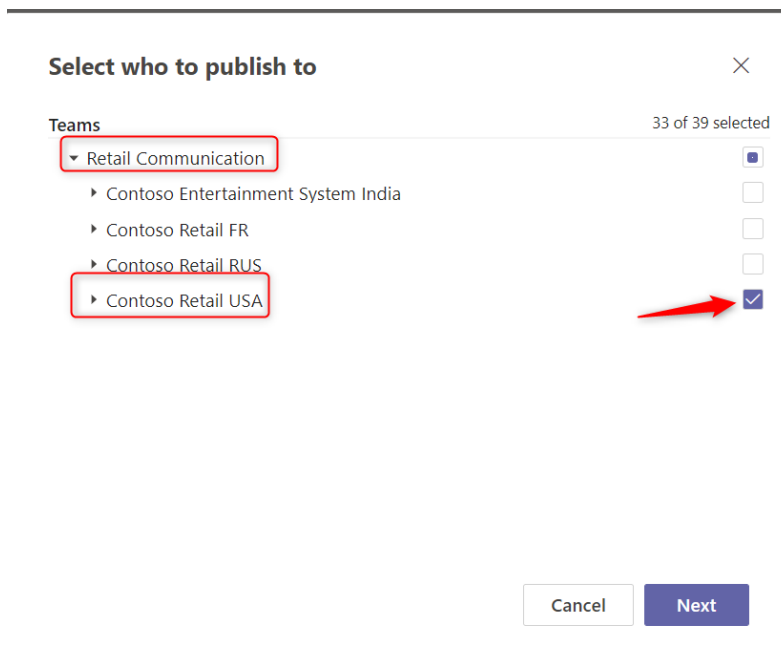 Select who to publish to
Teams 33 of 39 selected
Retail Communication
Contoso Entertainment System India
Contoso Retail FR
Contoso Retail RUS
Contoso Retail USA
Cancel Next